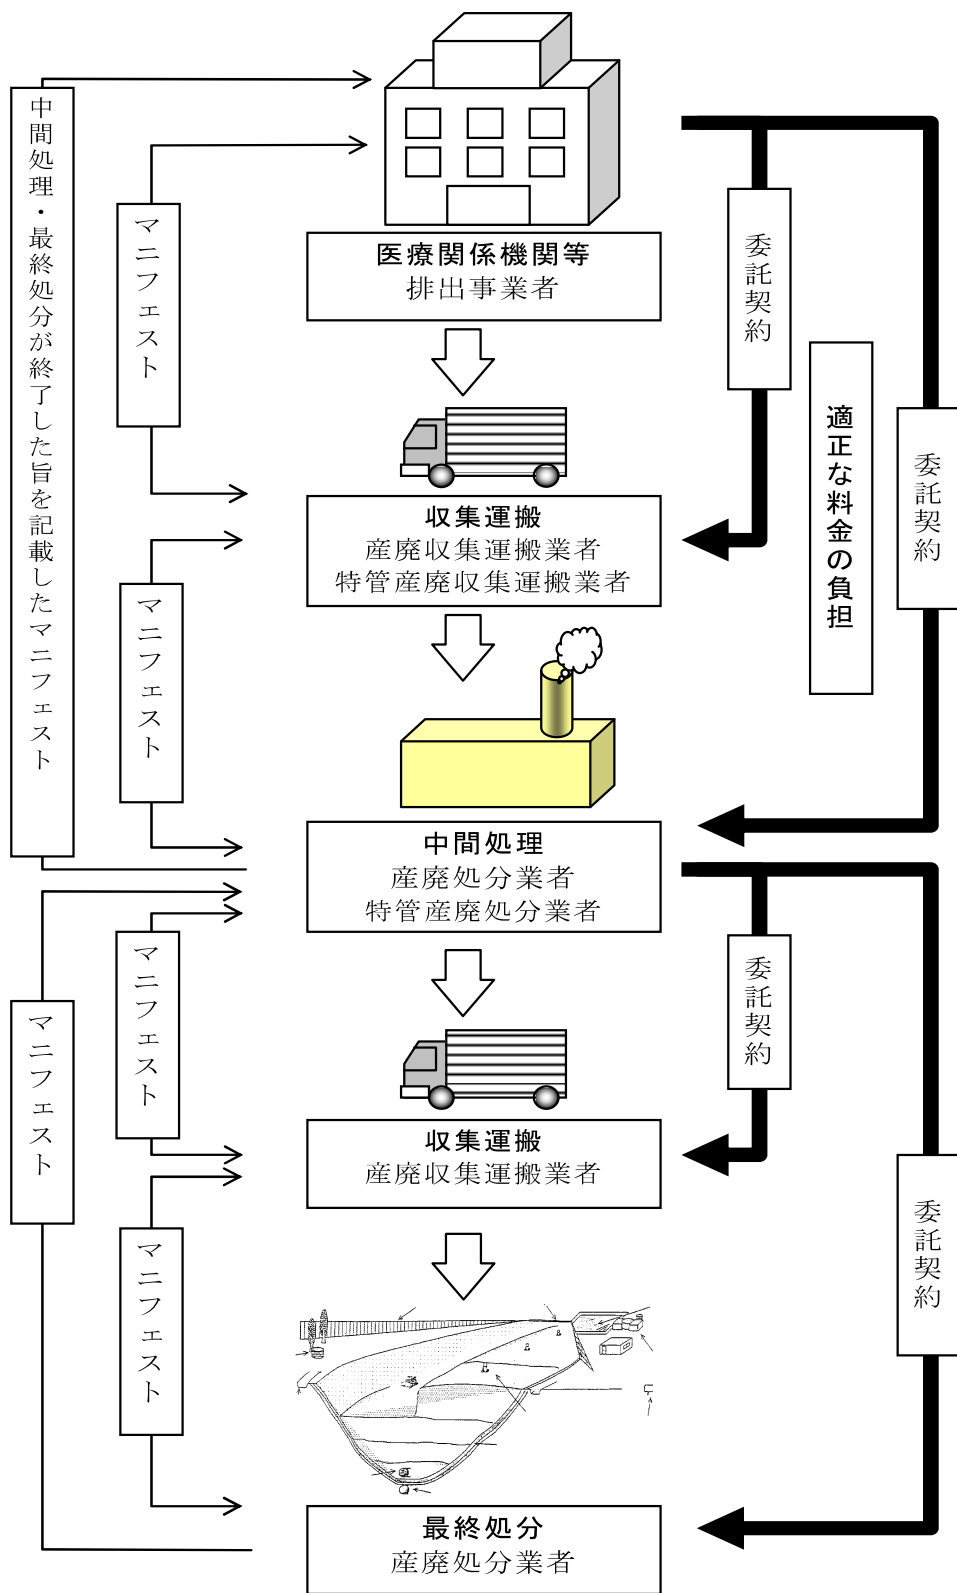 中間処理・最終処分が終了した旨を記載したマニフェスト
マニフェスト
医療関係機関等
排出事業者
委託契約
適正な料金の負担
委託契約
収集運搬
産廃収集運搬業者
特管産廃収集運搬業者
マニフェスト
中間処理
産廃処分業者
特管産廃処分業者
マニフェスト
マニフェスト
委託契約
収集運搬
産廃収集運搬業者
委託契約
マニフェスト
最終処分
産廃処分業者